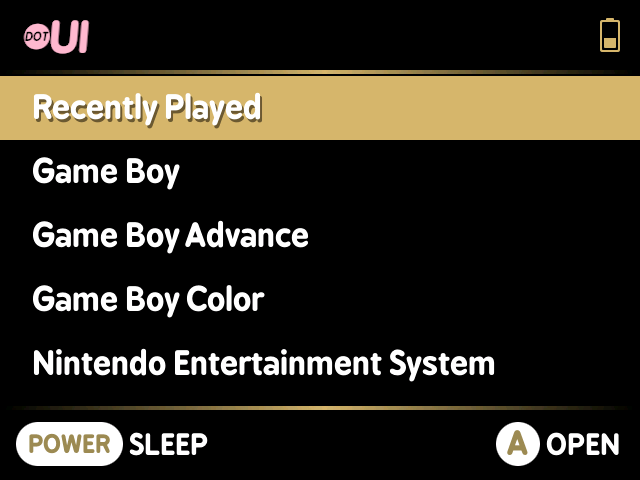 DOT UI
Recently Played
Game Boy
Game Boy Advance
Game Boy Color
Nintendo Entertainment System
POWER SLEEP
A OPEN